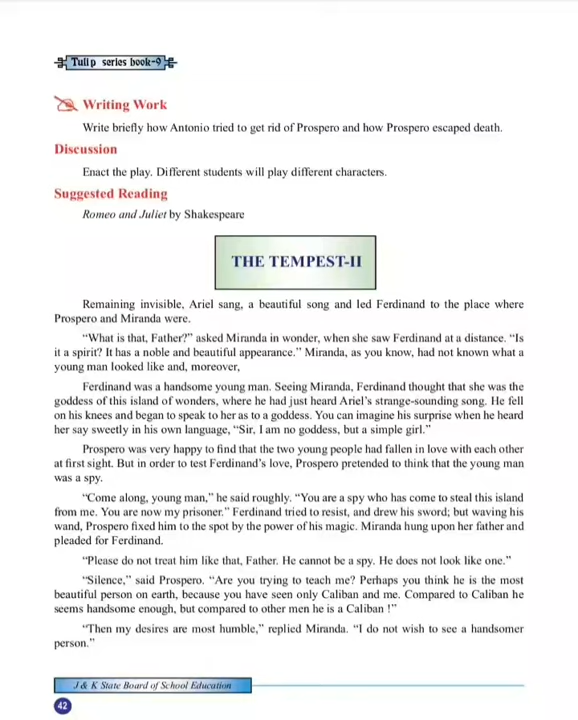 Tulip series book-9
Writing Work
Write briefly how Antonio tried to get rid of Prospero and how Prospero escaped death.
Discussion
Enact the play. Different students will play different characters.
Suggested Reading
Romeo and Juliet by Shakespeare
THE TEMPEST-II
Remaining invisible, Ariel sang, a beautiful song and led Ferdinand to the place where
Prospero and Miranda were.
“What is that, Father?” asked Miranda in wonder, when she saw Ferdinand at a distance. “Is
it a spirit? It has a noble and beautiful appearance.” Miranda, as you know, had not known what a
young man looked like and, moreover,
Ferdinand was a handsome young man. Seeing Miranda, Ferdinand thought that she was the
goddess of this island of wonders, where he had just heard Ariel’s strange-sounding song. He fell
on his knees and began to speak to her as to a goddess. You can imagine his surprise when he heard
her say sweetly in his own language, “Sir, I am no goddess, but a simple girl.”
Prospero was very happy to find that the two young people had fallen in love with each other
at first sight. But in order to test Ferdinand’s love, Prospero pretended to think that the young man
was a spy.
“Come along, young man,” he said roughly. “You are a spy who has come to steal this island
from me. You are now my prisoner.” Ferdinand tried to resist, and drew his sword; but waving his
wand, Prospero fixed him to the spot by the power of his magic. Miranda hung upon her father and
pleaded for Ferdinand.
“Please do not treat him like that, Father. He cannot be a spy. He does not look like one.”
“Silence,” said Prospero. “Are you trying to teach me? Perhaps you think he is the most
beautiful person on earth, because you have seen only Caliban and me. Compared to Caliban he
seems handsome enough, but compared to other men he is a Caliban !”
“Then my desires are most humble,” replied Miranda. “I do not wish to see a handsomer
person.”
J & K State Board of School Education
42